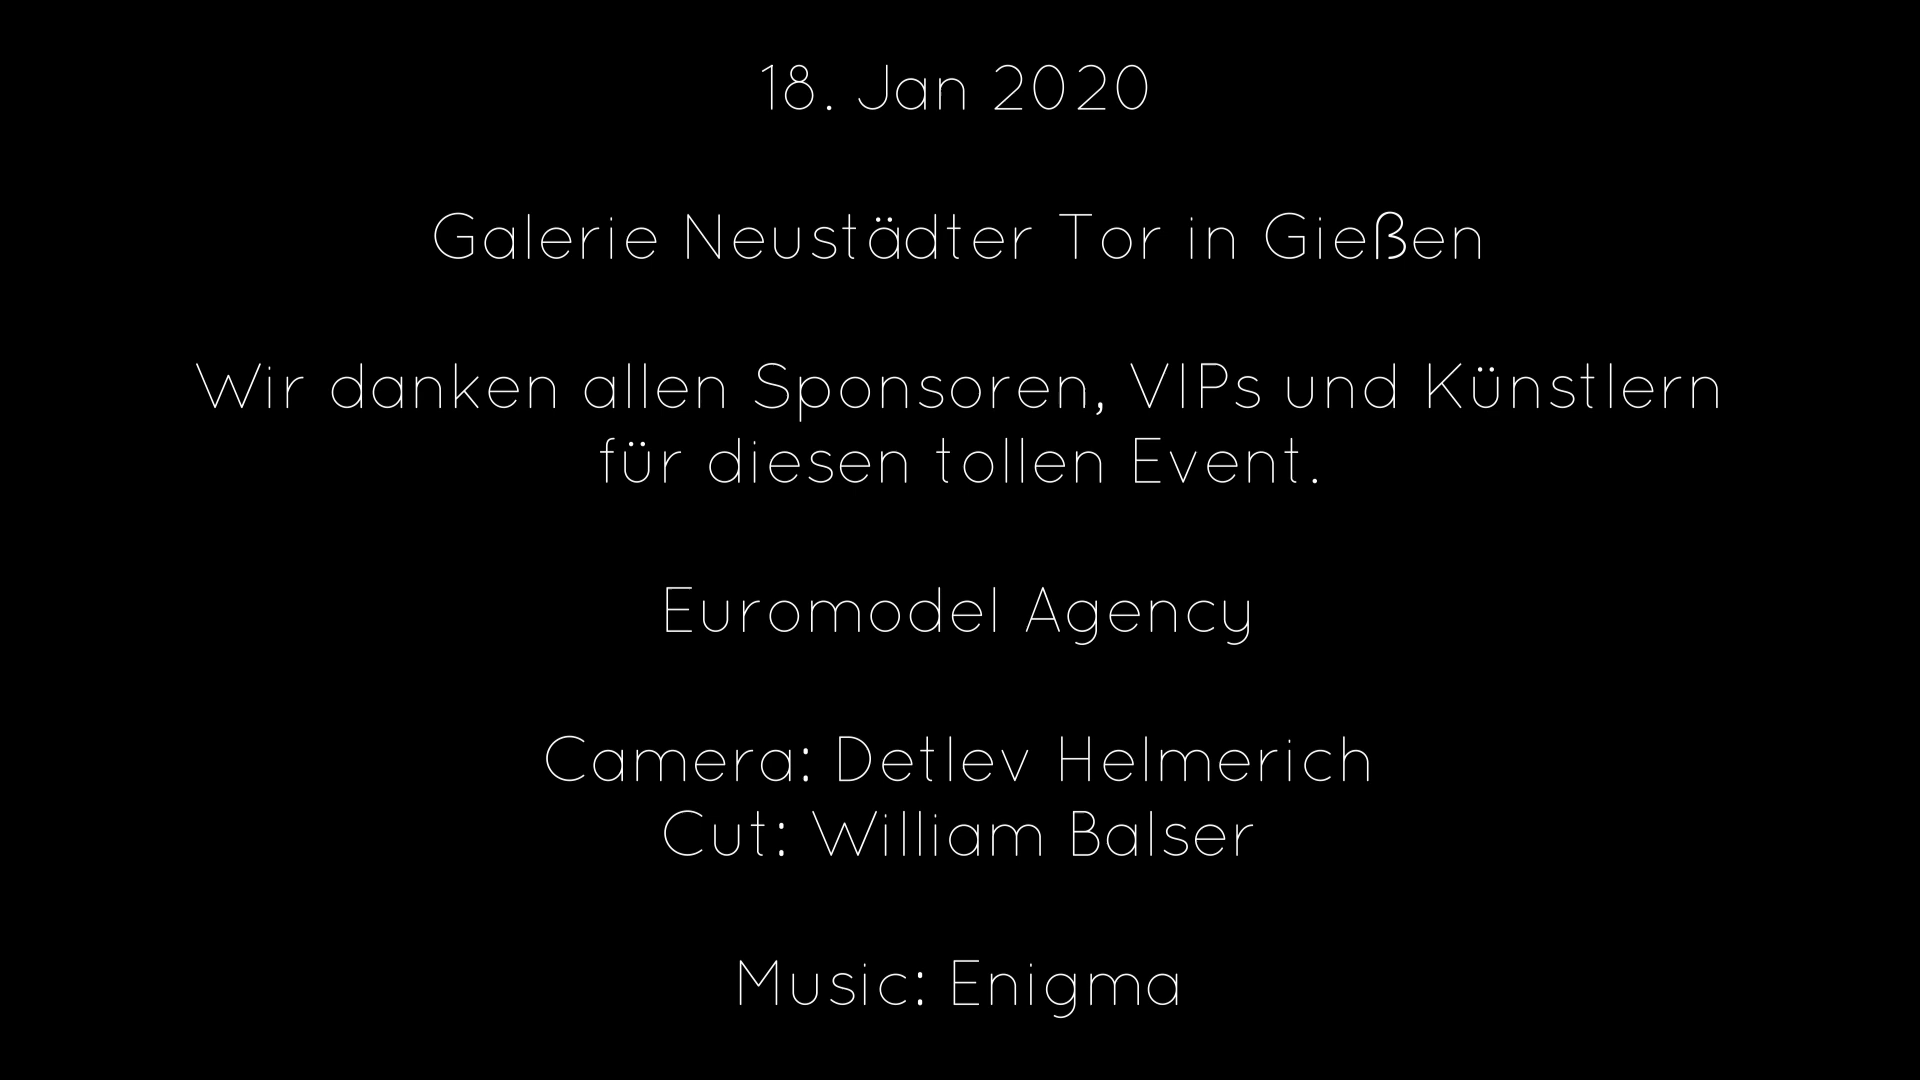 18. Jan 2020
Galerie Neustädter Tor in Gießen
Wir danken allen Sponsoren, VIPs und Künstlern
für diesen tollen Event.
Euromodel Agency
Camera: Detlev Helmerich
Cut: William Balser
Music: Enigma